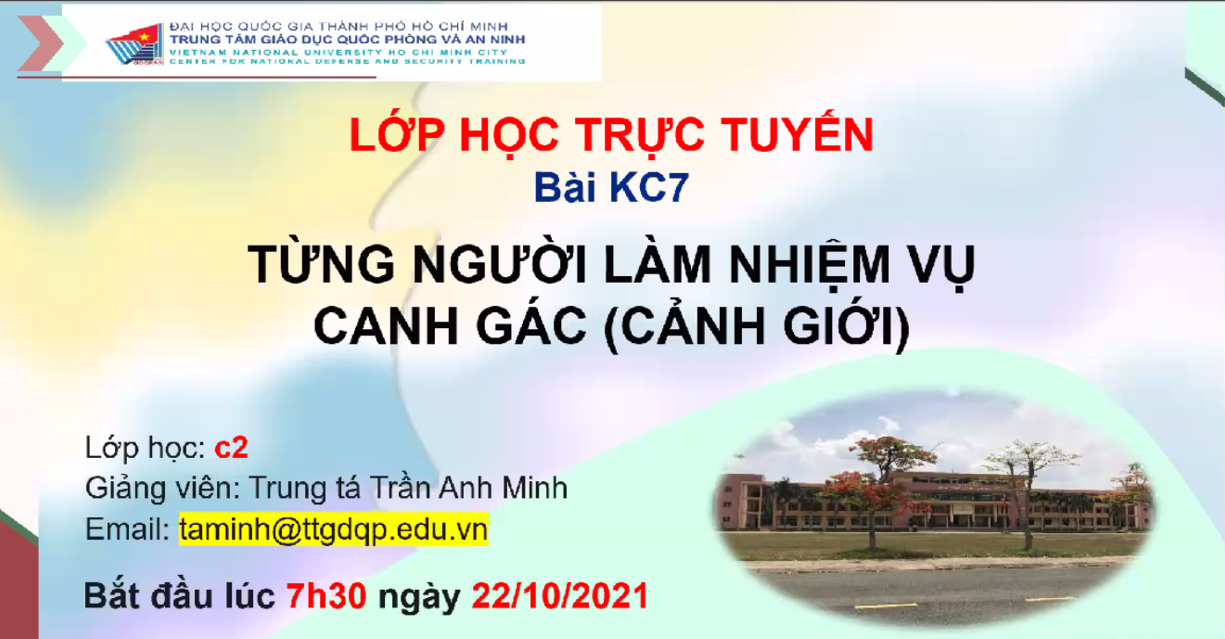 ĐẠI HỌC QUỐC GIA THÀNH PHỐ HỒ CHÍ MINH
TRUNG TÂM GIÁO DỤC QUỐC PHÒNG VÀ AN NINH
VIETNAM NATIONAL UNIVERSITY HO CHI MINH CITY
CENTER FOR NATIONAL DEFENSE AND SECURITY TRAINING
LỚP HỌC TRỰC TUYẾN
Bài KC7
TỪNG NGƯỜI LÀM NHIỆM VỤ
CANH GÁC (CẢNH GIỚI)
Lớp học: c2
Giảng viên: Trung tá Trần Anh Minh
Email: taminh@ttgdqp.edu.vn
Bắt đầu lúc 7h30 ngày 22/10/2021